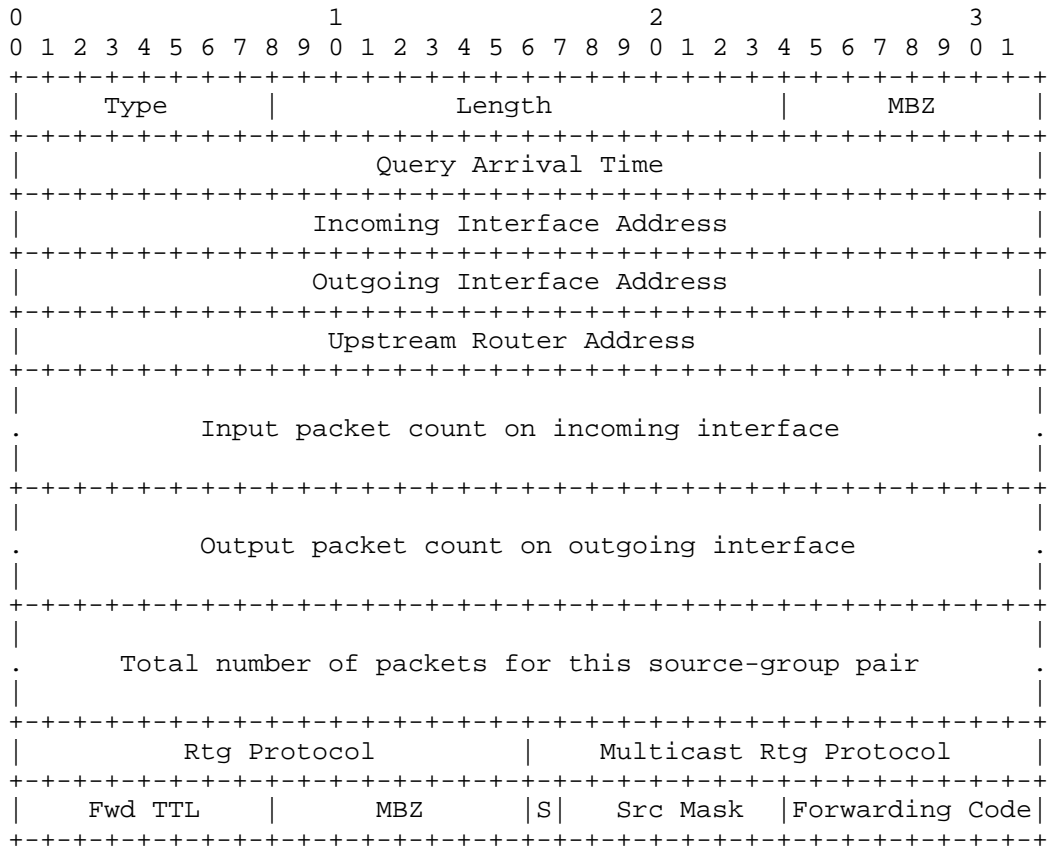 0                   1                   2                   3
0 1 2 3 4 5 6 7 8 9 0 1 2 3 4 5 6 7 8 9 0 1 2 3 4 5 6 7 8 9 0 1
+-+-+-+-+-+-+-+-+-+-+-+-+-+-+-+-+-+-+-+-+-+-+-+-+-+-+-+-+-+-+-+-+
|     Type      |           Length              |      MBZ      |
+-+-+-+-+-+-+-+-+-+-+-+-+-+-+-+-+-+-+-+-+-+-+-+-+-+-+-+-+-+-+-+-+
|                      Query Arrival Time                       |
+-+-+-+-+-+-+-+-+-+-+-+-+-+-+-+-+-+-+-+-+-+-+-+-+-+-+-+-+-+-+-+-+
|                  Incoming Interface Address                   |
+-+-+-+-+-+-+-+-+-+-+-+-+-+-+-+-+-+-+-+-+-+-+-+-+-+-+-+-+-+-+-+-+
|                  Outgoing Interface Address                   |
+-+-+-+-+-+-+-+-+-+-+-+-+-+-+-+-+-+-+-+-+-+-+-+-+-+-+-+-+-+-+-+-+
|                   Upstream Router Address                     |
+-+-+-+-+-+-+-+-+-+-+-+-+-+-+-+-+-+-+-+-+-+-+-+-+-+-+-+-+-+-+-+-+
|                                                               |
.           Input packet count on incoming interface            .
|                                                               |
+-+-+-+-+-+-+-+-+-+-+-+-+-+-+-+-+-+-+-+-+-+-+-+-+-+-+-+-+-+-+-+-+
|                                                               |
.           Output packet count on outgoing interface           .
|                                                               |
+-+-+-+-+-+-+-+-+-+-+-+-+-+-+-+-+-+-+-+-+-+-+-+-+-+-+-+-+-+-+-+-+
|                                                               |
.      Total number of packets for this source-group pair       .
|                                                               |
+-+-+-+-+-+-+-+-+-+-+-+-+-+-+-+-+-+-+-+-+-+-+-+-+-+-+-+-+-+-+-+-+
|          Rtg Protocol         |    Multicast Rtg Protocol     |
+-+-+-+-+-+-+-+-+-+-+-+-+-+-+-+-+-+-+-+-+-+-+-+-+-+-+-+-+-+-+-+-+
|    Fwd TTL    |      MBZ      |S|   Src Mask  |Forwarding Code|
+-+-+-+-+-+-+-+-+-+-+-+-+-+-+-+-+-+-+-+-+-+-+-+-+-+-+-+-+-+-+-+-+